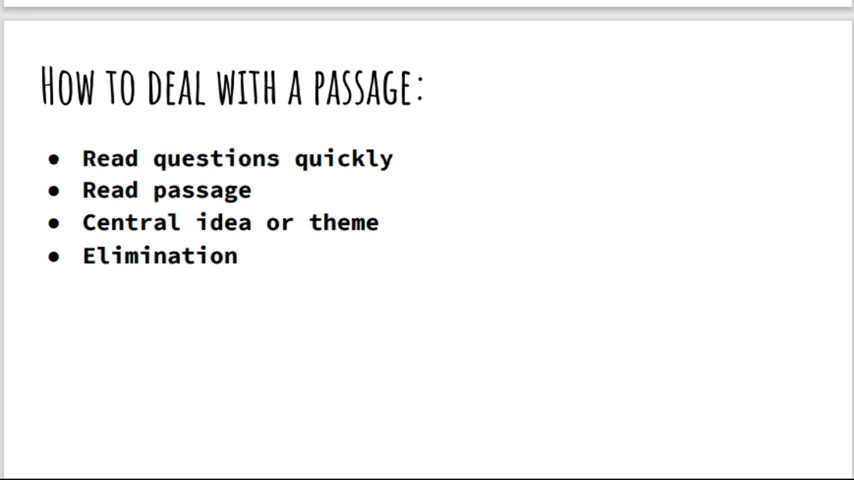 How to deal with a passage:
● Read questions quickly
● Read passage
● Central idea or theme
● Elimination